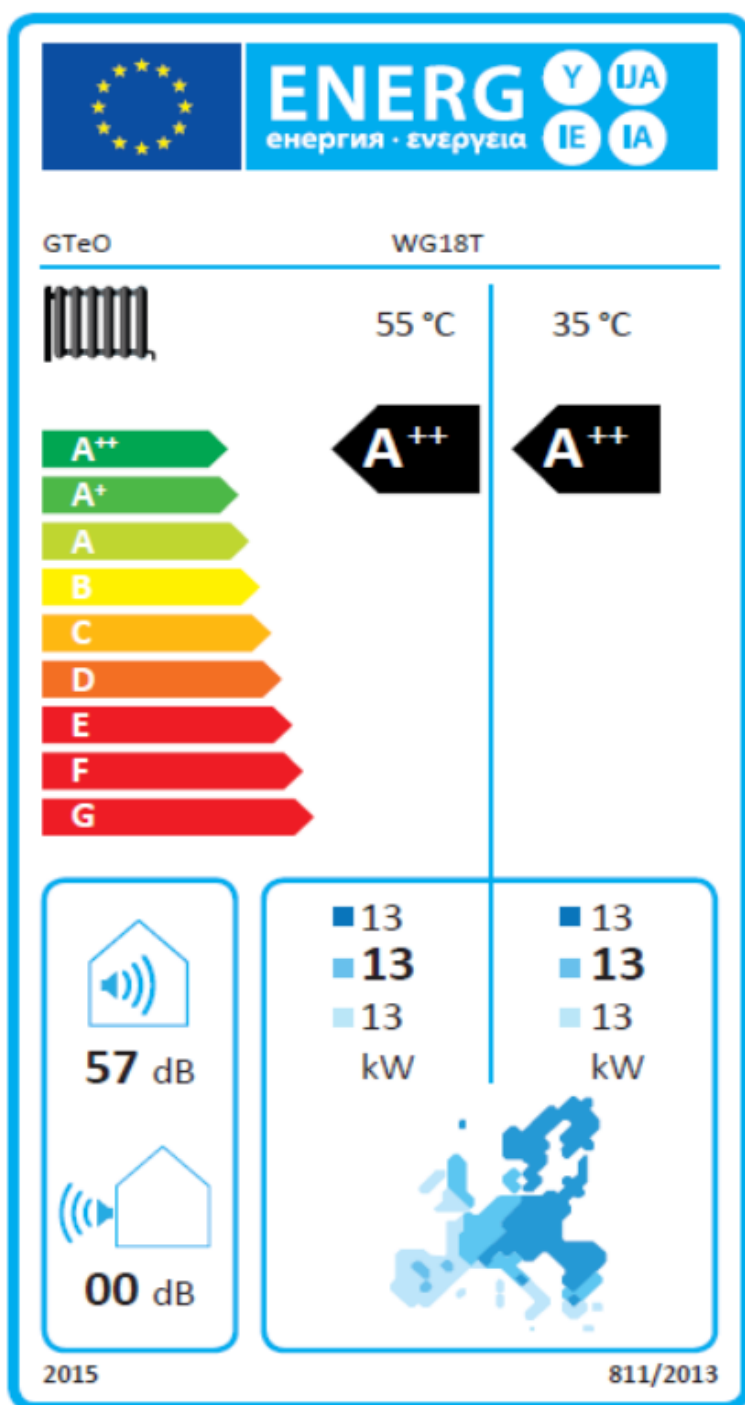 ENERG Y IJA
енергия · ενεργεια IE IA
GTeO WG18T
55 °C 35 °C
A++ A++ A++
A+
A
B
C
D
E
F
G
13 13
13 13
13 13
kW kW
57 dB
00 dB
2015 811/2013